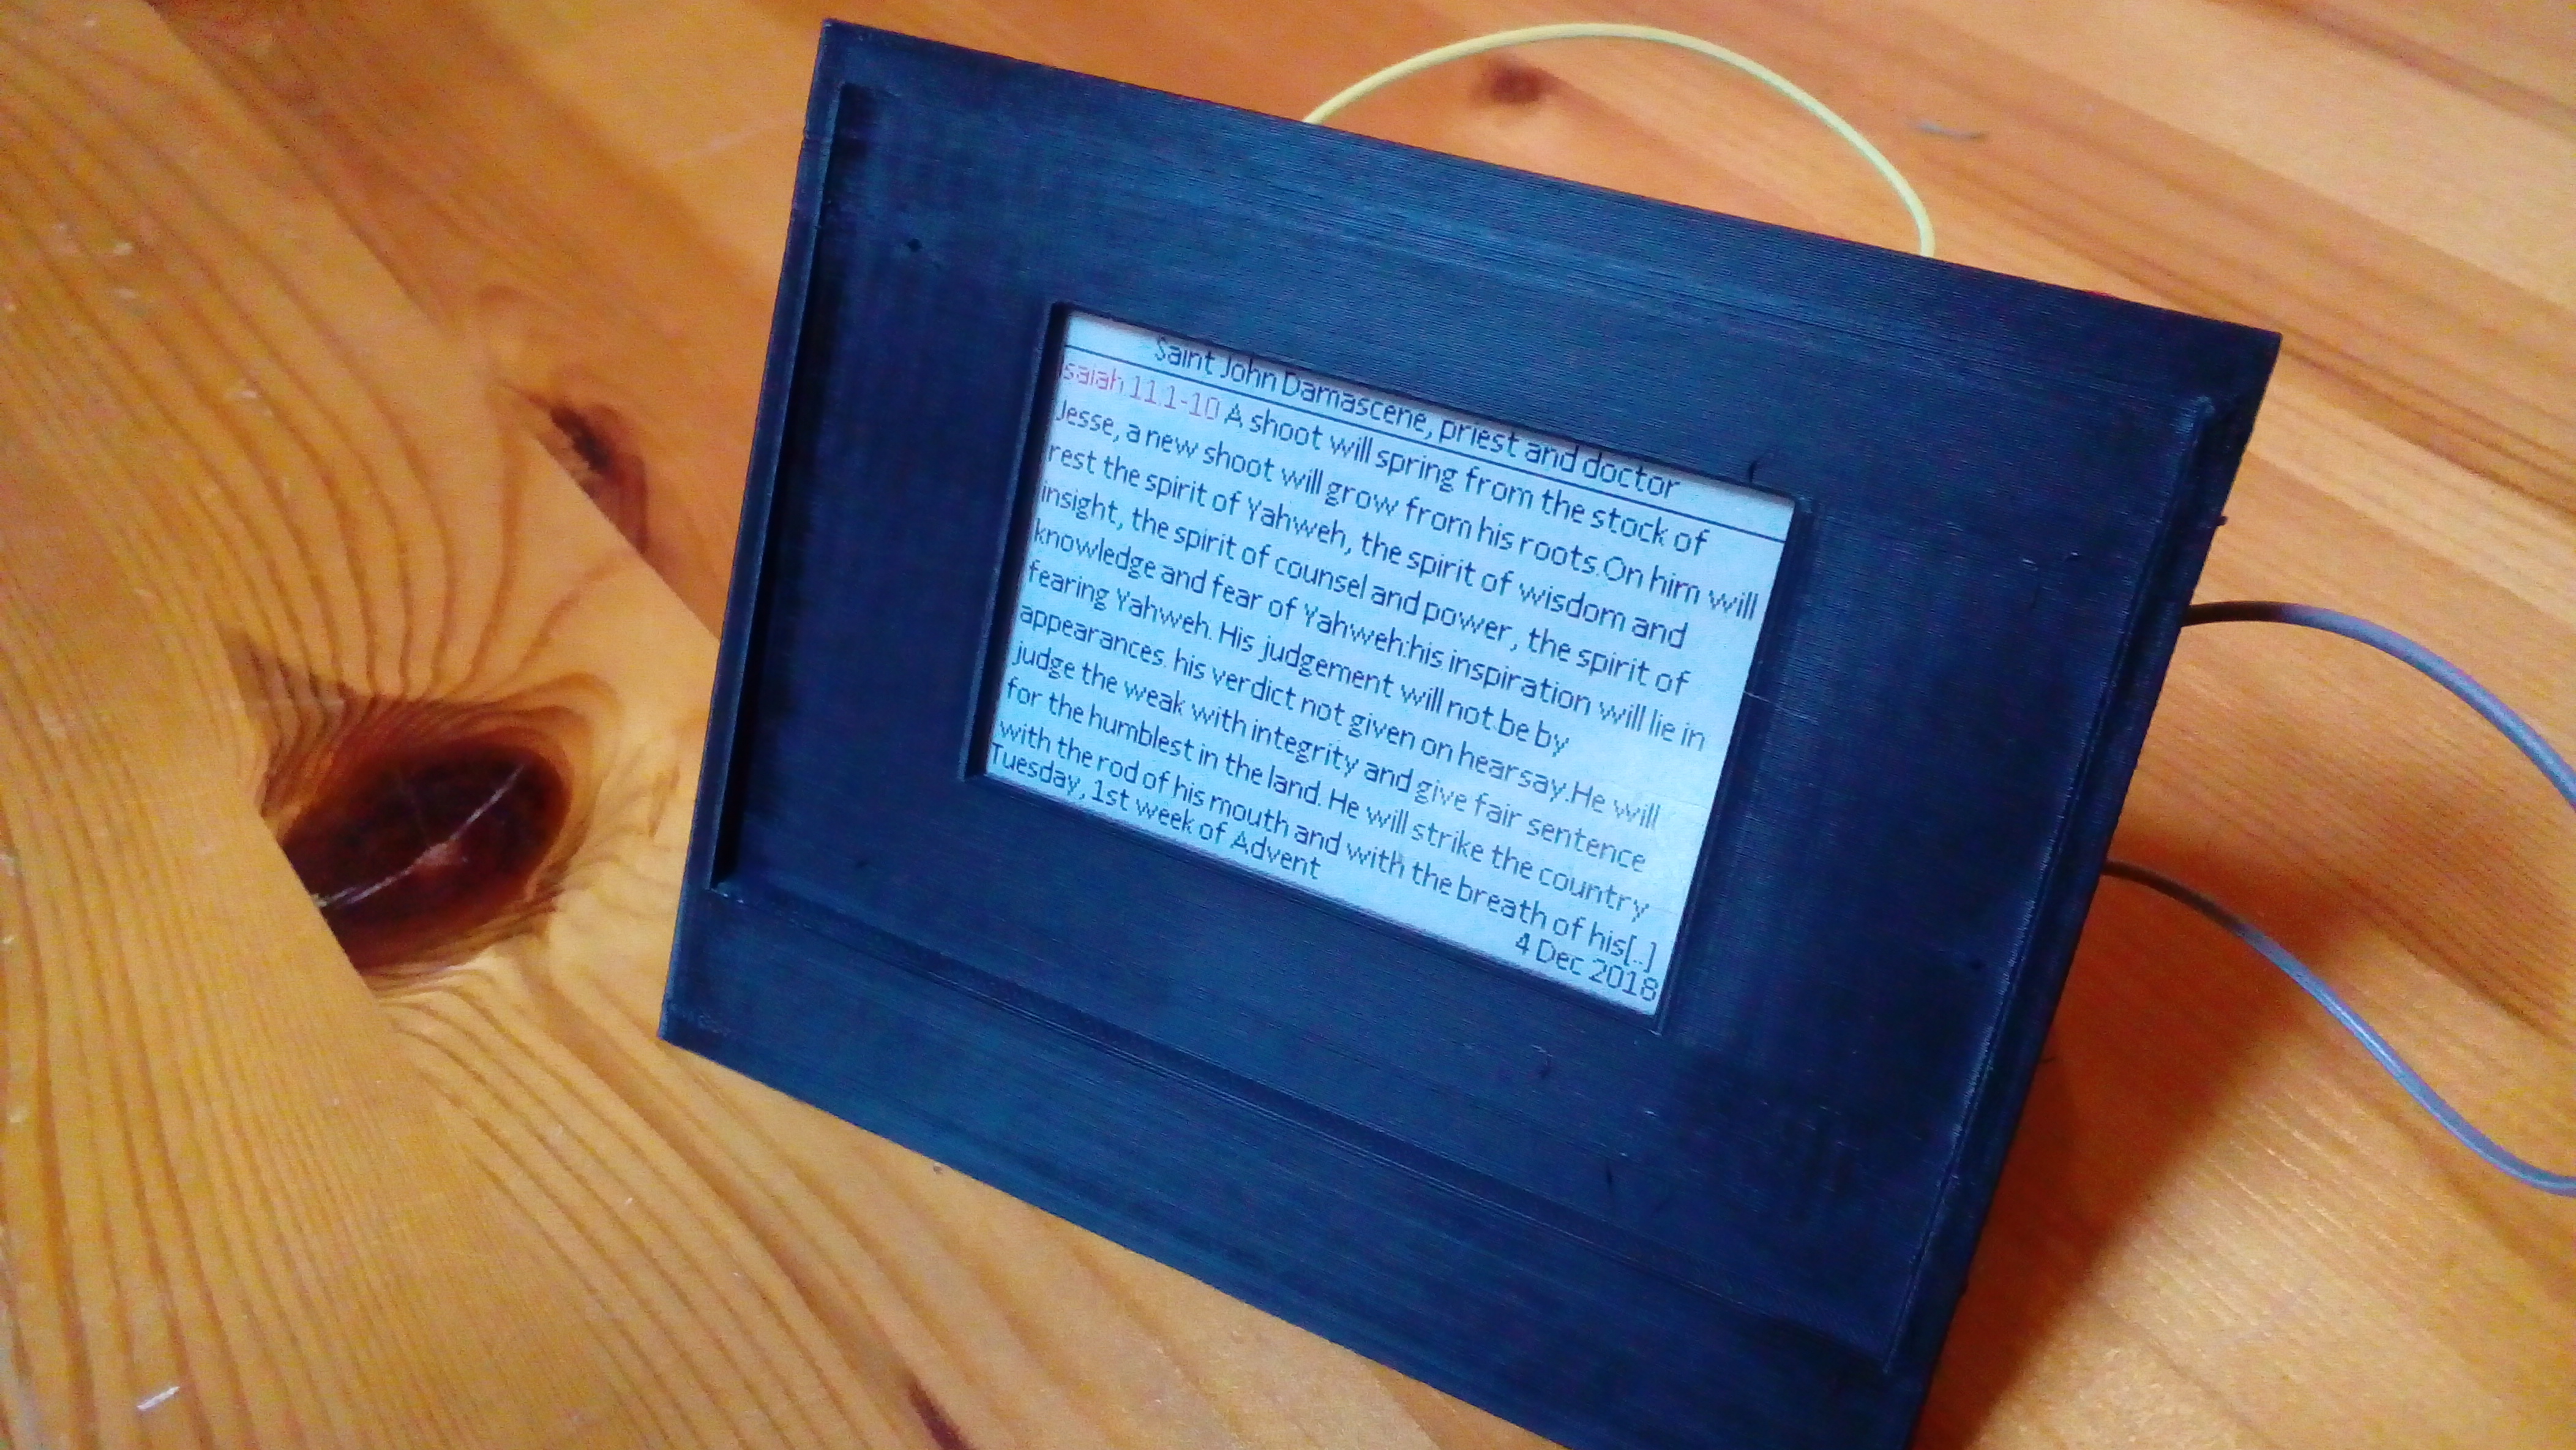 Saint John Damascene, priest and doctor
Isaiah 11.1-10 A shoot will spring from the stock of
Jesse, a new shoot will grow from his roots.On him will
rest the spirit of Yahweh, the spirit of wisdom and
insight, the spirit of counsel and power, the spirit of
knowledge and fear of Yahweh:his inspiration will lie in
fearing Yahweh. His judgement will not be by
appearances. his verdict not given on hearsay.He will
judge the weak with integrity and give fair sentence
for the humblest in the land. He will strike the country
with the rod of his mouth and with the breath of his[..]
Tuesday, 1st week of Advent
4 Dec 2018